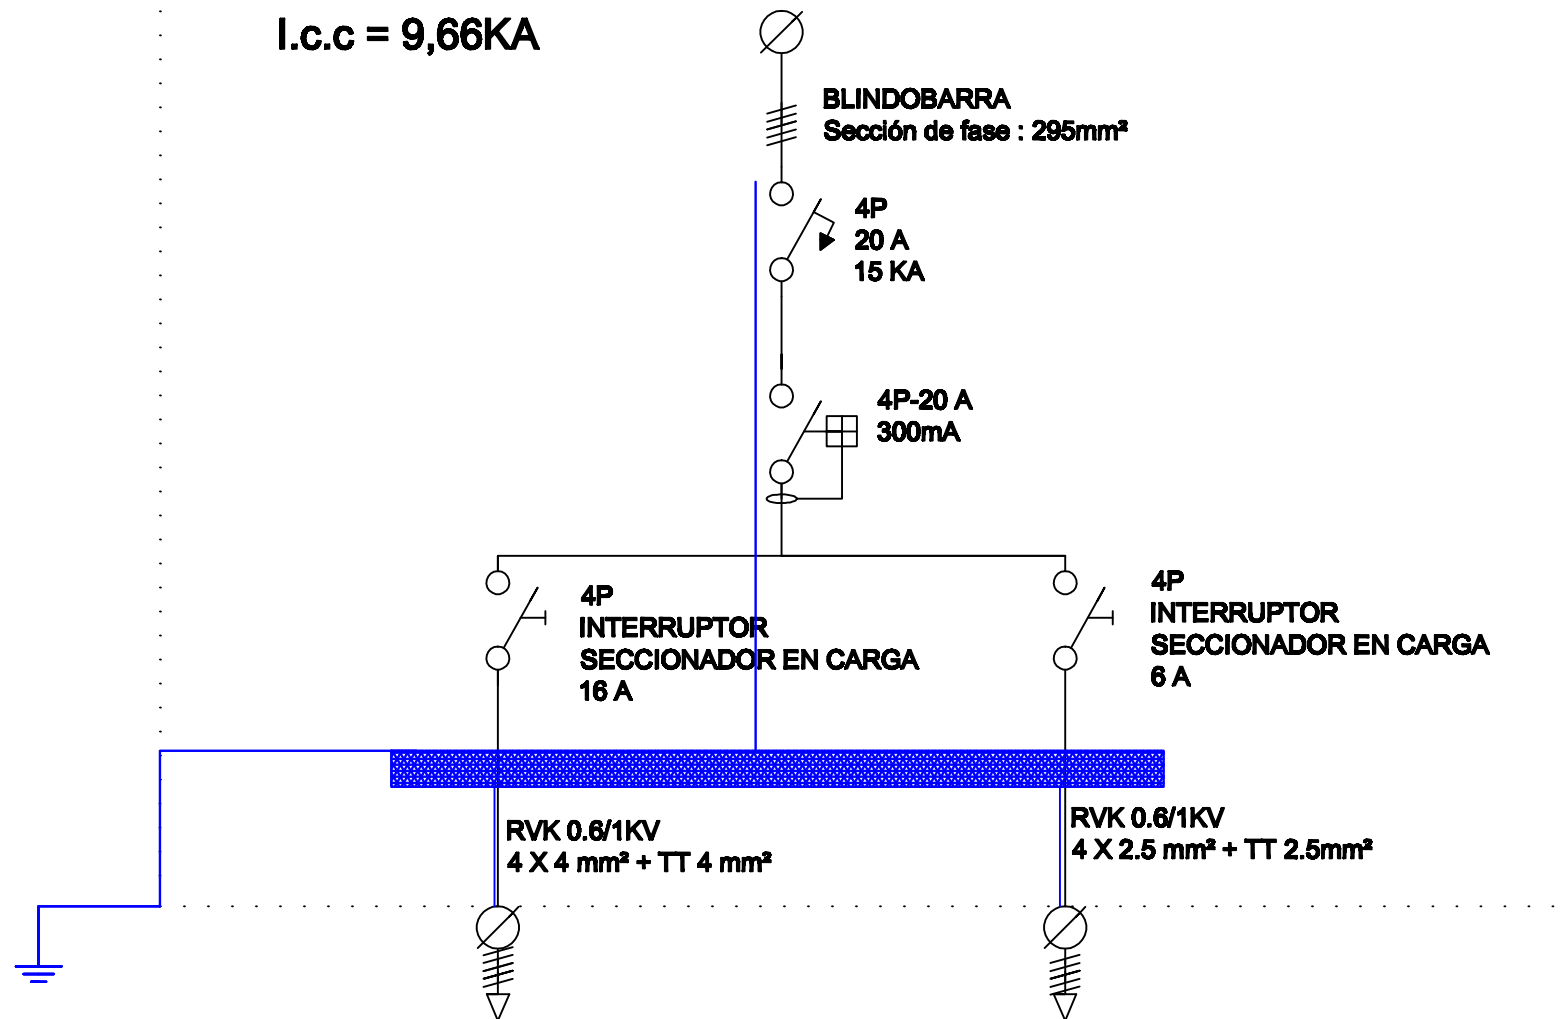 I.c.c = 9,66KA
BLINDOBARRA
Sección de fase : 295mm²
4P
20 A
15 KA
4P-20 A
300mA
4P
INTERRUPTOR
SECCIONADOR EN CARGA
16 A
4P
INTERRUPTOR
SECCIONADOR EN CARGA
6 A
RVK 0.6/1KV
4 X 4 mm² + TT 4 mm²
RVK 0.6/1KV
4 X 2.5 mm² + TT 2.5mm²